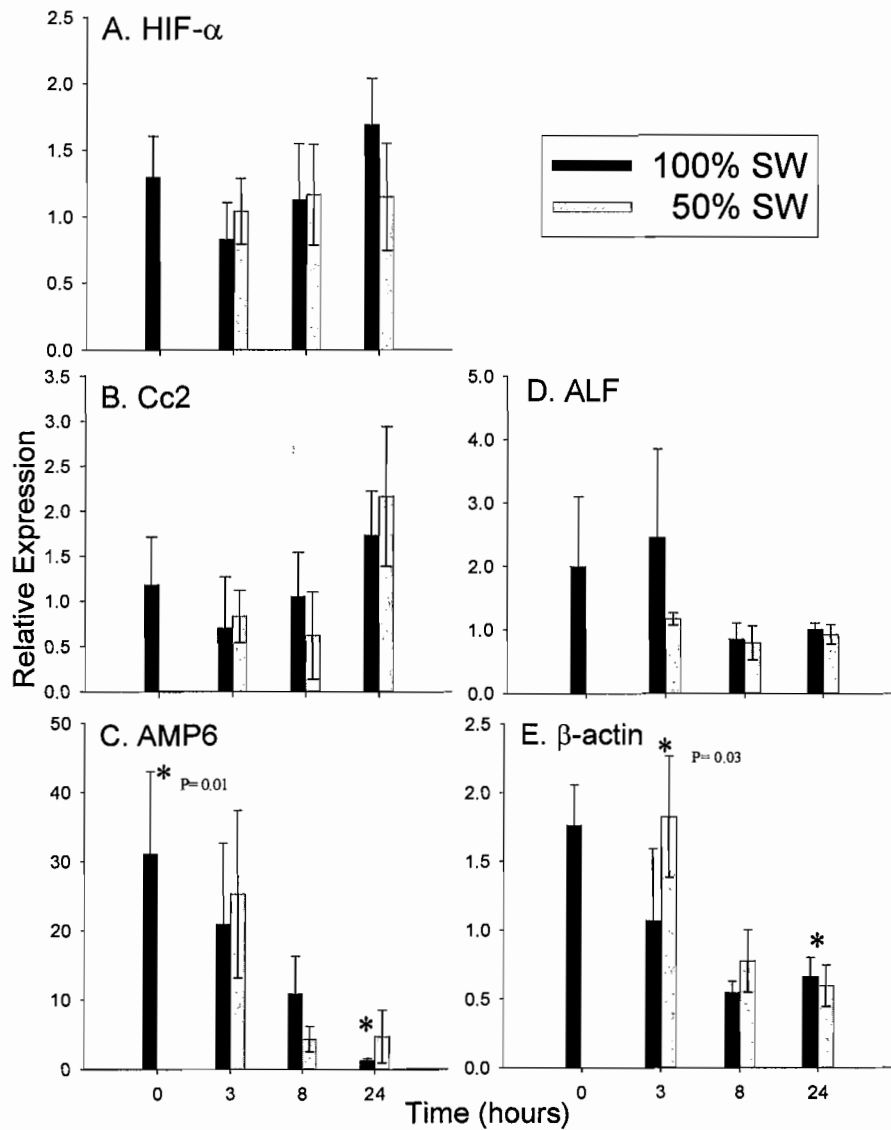 A. HIF-α
2.5
2.0
1.5
1.0
0.5
0.0
100% SW
50% SW
B. Cc2
3.5
3.0
2.5
2.0
1.5
1.0
0.5
0.0
D. ALF
5.0
4.0
3.0
2.0
1.0
0.0
Relative Expression
C. AMP6
50
40
30
20
10
0
*
P= 0.01
*
0 3 8 24
E. β-actin
2.5
2.0
1.5
1.0
0.5
0.0
*
P= 0.03
*
0 3 8 24
Time (hours)